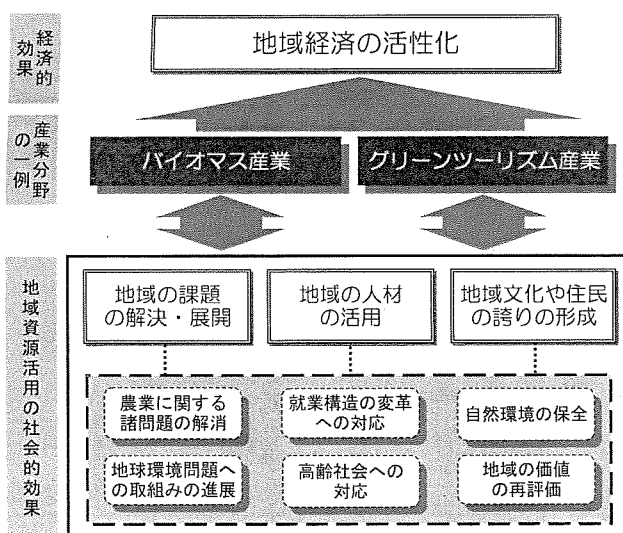 経済的
効果
地域経済の活性化
産業分野
の一例
バイオマス産業
グリーンツーリズム産業
地域資源活用の社会的効果
地域の課題
の解決・展開
地域の人材
の活用
地域文化や住民
の誇りの形成
農業に関する
諸問題の解消
就業構造の変革
への対応
自然環境の保全
地球環境問題へ
の取組みの進展
高齢社会への
対応
地域の価値
の再評価